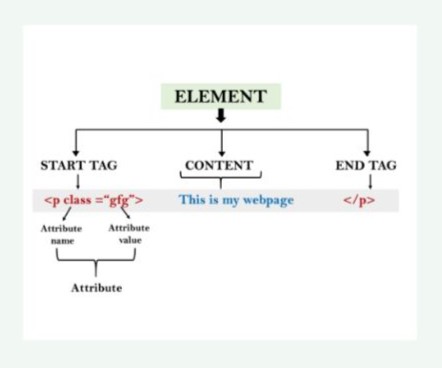 ELEMENT
START TAG CONTENT END TAG
<p class =“gfg”> This is my webpage </p>
Attribute name Attribute value
Attribute